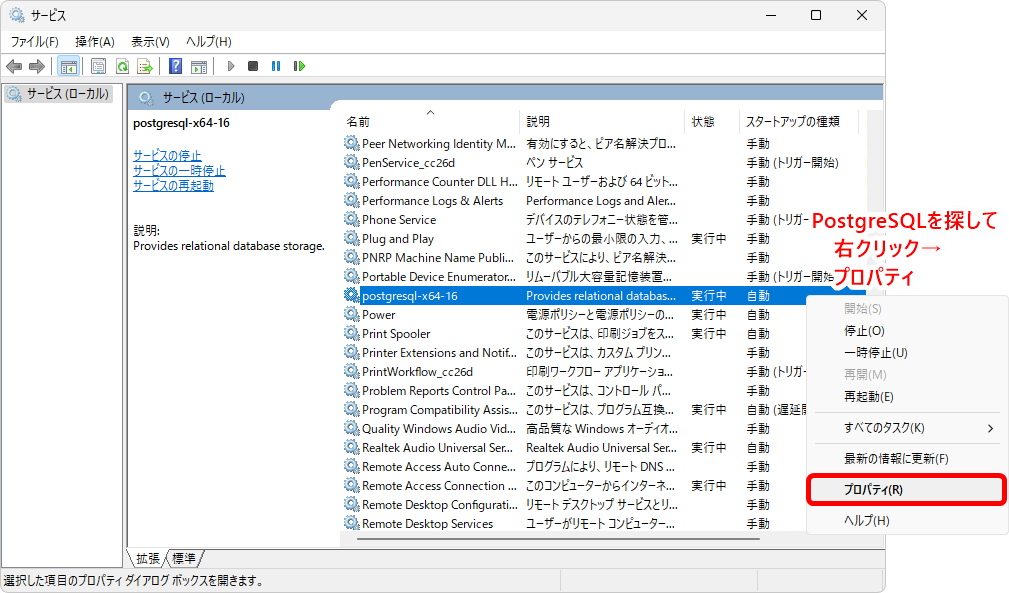 サービス
ファイル(F) 操作(A) 表示(V) ヘルプ(H)
サービス (ローカル)
サービス (ローカル)
postgresql-x64-16
サービスの停止
サービスの一時停止
サービスの再起動
説明:
Provides relational database storage.
名前 説明 状態 スタートアップの種類
Peer Networking Identity M... 有効にすると、ピア名解決プロ... 手動
PenService_cc26d ペン サービス 手動 (トリガー開始)
Performance Counter DLL H... リモート ユーザーおよび 64 ビット... 手動
Performance Logs & Alerts Performance Logs and Aler... 手動
Phone Service デバイスのテレフォニー状態を管... 手動 (トリガー
Plug and Play ユーザーからの最小限の入力、... 実行中 手動
PNRP Machine Name Publi... このサービスにより、ピア名解決... 手動
Portable Device Enumerator... リムーバブル大容量記憶装置... 手動 (トリガー開始
postgresql-x64-16 Provides relational databas... 実行中 自動
Power 電源ポリシーと電源ポリシーの... 実行中 自動
Print Spooler このサービスは、印刷ジョブをス... 実行中 自動
Printer Extensions and Notif... このサービスは、カスタム プリン... 手動
PrintWorkflow_cc26d 印刷ワークフロー アプリケーショ... 手動 (トリガー
Problem Reports Control Pa... このサービスは、コントロール パ... 手動
Program Compatibility Assis... このサービスは、プログラム互換... 実行中 自動 (遅延
Quality Windows Audio Vid... 高品質な Windows オーディオ... 手動
Realtek Audio Universal Ser... Realtek Audio Universal Ser... 実行中 自動
Remote Access Auto Conne... プログラムにより、リモート DNS ... 手動
Remote Access Connection ... このコンピューターからインターネ... 実行中 手動
Remote Desktop Configurati... リモート デスクトップ サービスとリ... 手動
Remote Desktop Services ユーザーがリモート コンピューター... 手動
PostgreSQLを探して
右クリック→
プロパティ
開始(S)
停止(O)
一時停止(U)
再開(M)
再起動(E)
すべてのタスク(K)
最新の情報に更新(F)
プロパティ(R)
ヘルプ(H)
拡張 標準
選択した項目のプロパティ ダイアログ ボックスを開きます。